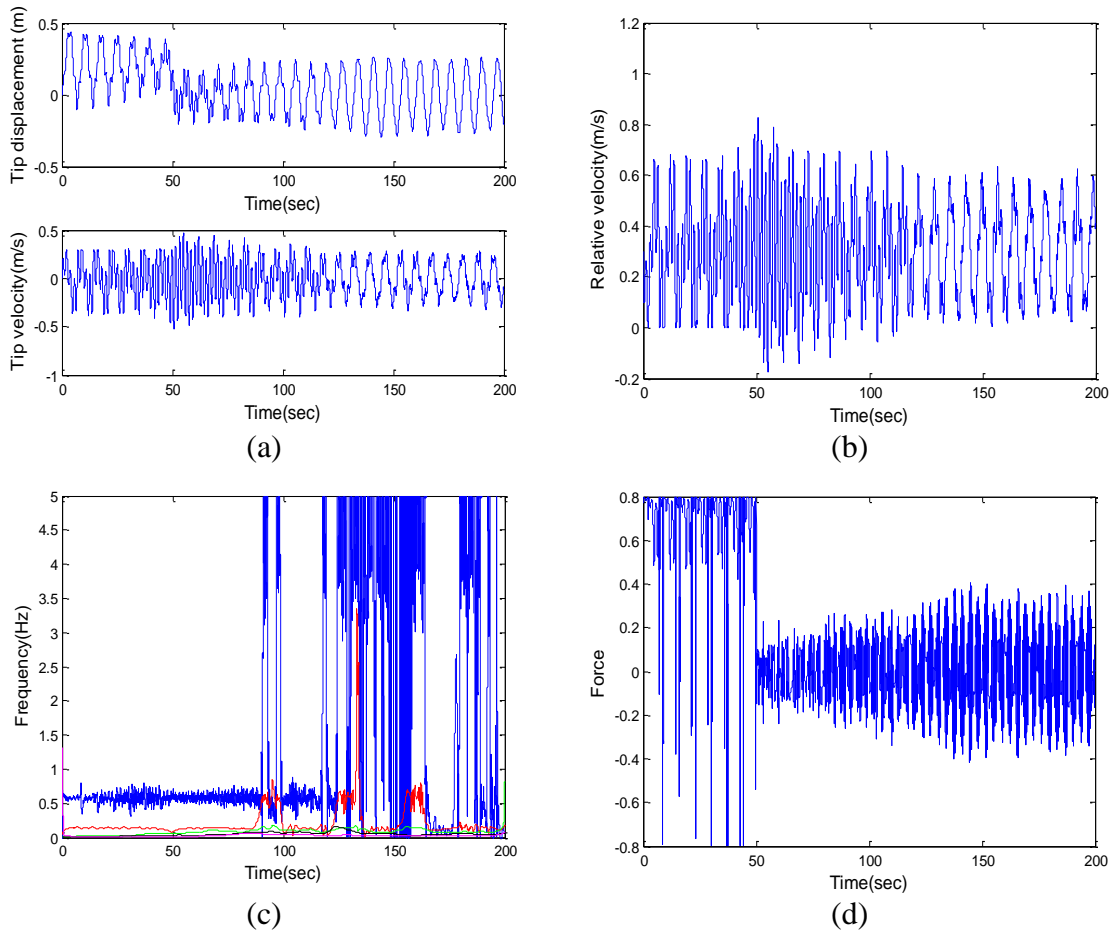 Tip displacement (m)
0.5
0
-0.5
0 50 100 150 200
Time(sec)
Tip velocity(m/s)
0.5
0
-0.5
-1
0 50 100 150 200
Time(sec)
(a)
Relative velocity(m/s)
1.2
1
0.8
0.6
0.4
0.2
0
-0.2
0 50 100 150 200
Time(sec)
(b)
Frequency(Hz)
5
4.5
4
3.5
3
2.5
2
1.5
1
0.5
0
0 50 100 150 200
Time(sec)
(c)
Force
0.8
0.6
0.4
0.2
0
-0.2
-0.4
-0.6
-0.8
0 50 100 150 200
Time(sec)
(d)